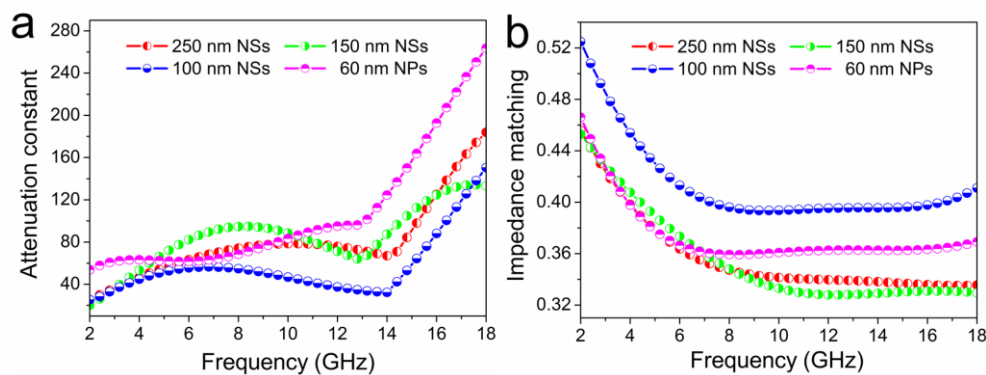 a
280
240
200
160
120
80
40
Attenuation constant
250 nm NSs
150 nm NSs
100 nm NSs
60 nm NPs
2 4 6 8 10 12 14 16 18
Frequency (GHz)
b
0.52
0.48
0.44
0.40
0.36
0.32
Impedance matching
250 nm NSs
150 nm NSs
100 nm NSs
60 nm NPs
2 4 6 8 10 12 14 16 18
Frequency (GHz)